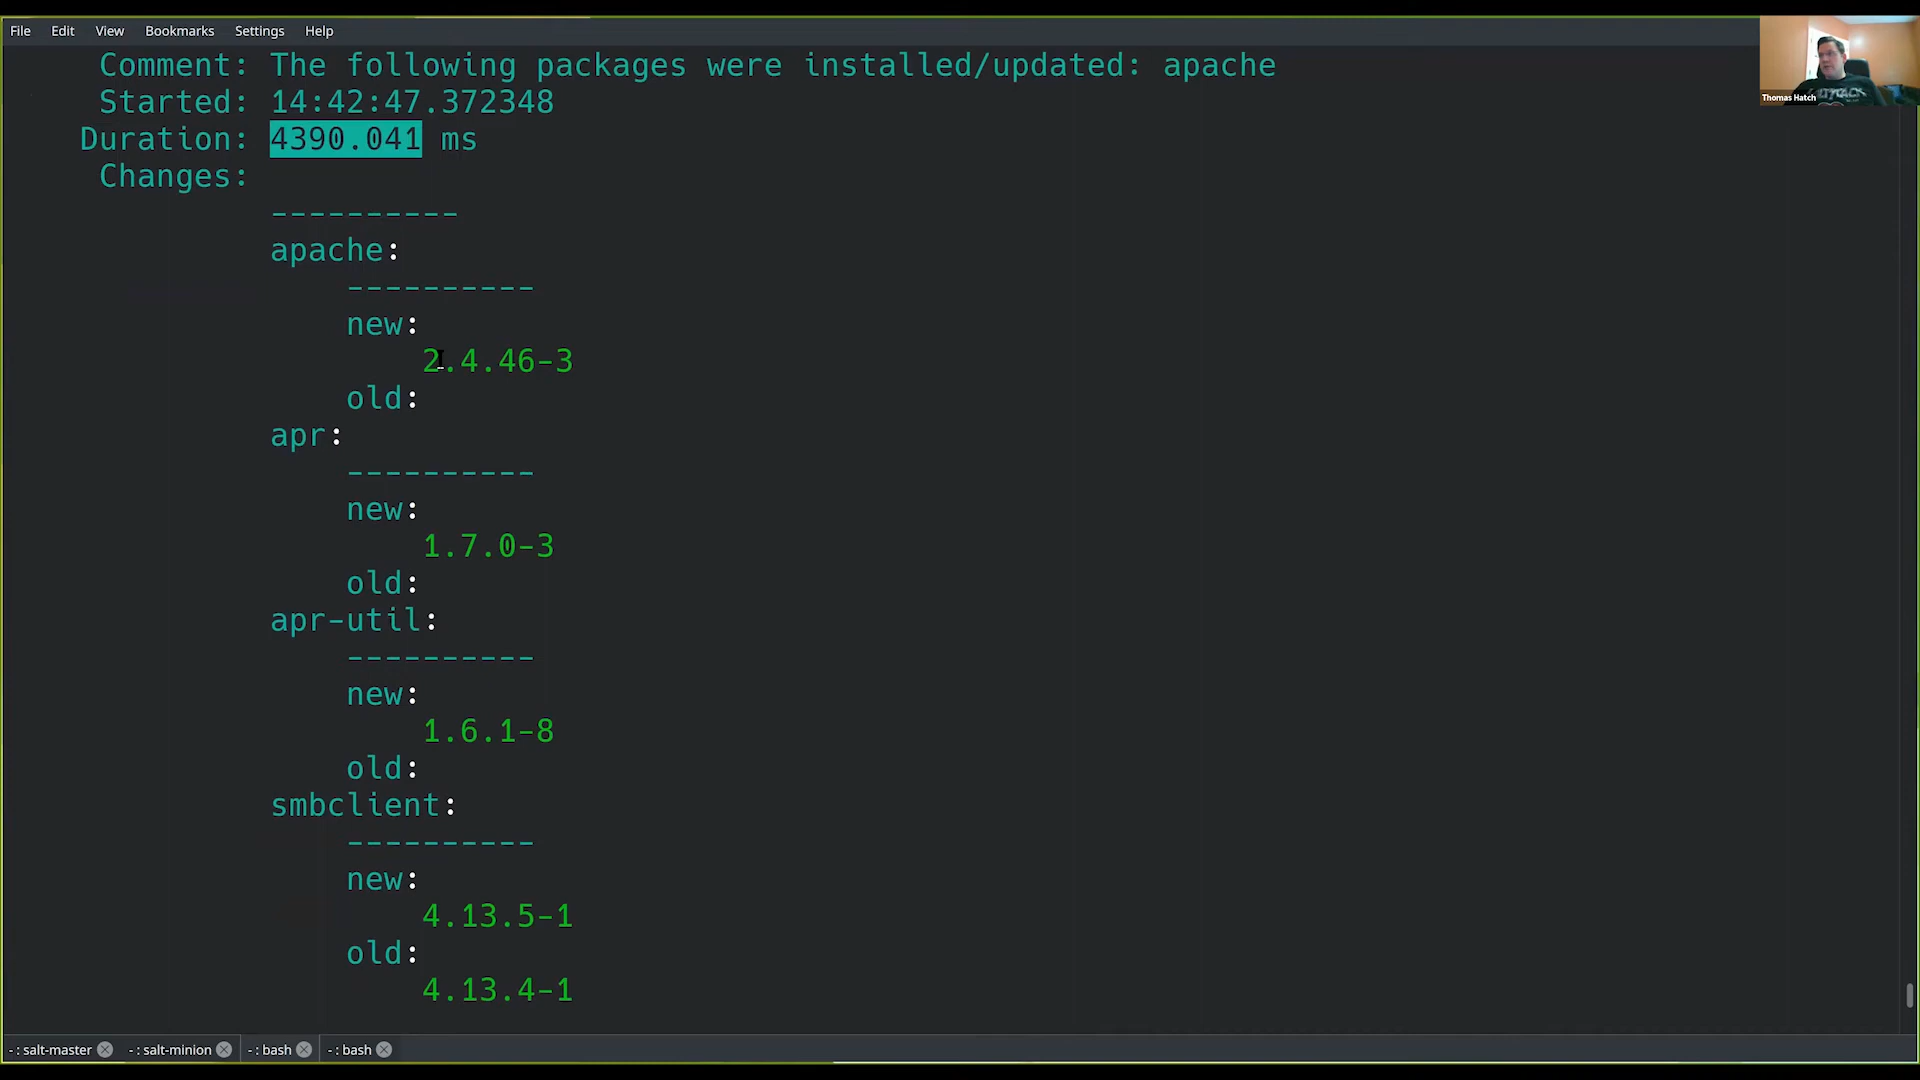 File Edit View Bookmarks Settings Help
Comment: The following packages were installed/updated: apache
Started: 14:42:47.372348
Duration: 4390.041 ms
Changes:
----------
apache:
----------
new:
2.4.46-3
old:
apr:
----------
new:
1.7.0-3
old:
apr-util:
----------
new:
1.6.1-8
old:
smbclient:
----------
new:
4.13.5-1
old:
4.13.4-1
Thomas Hatch
- : salt-master - : salt-minion - : bash - : bash